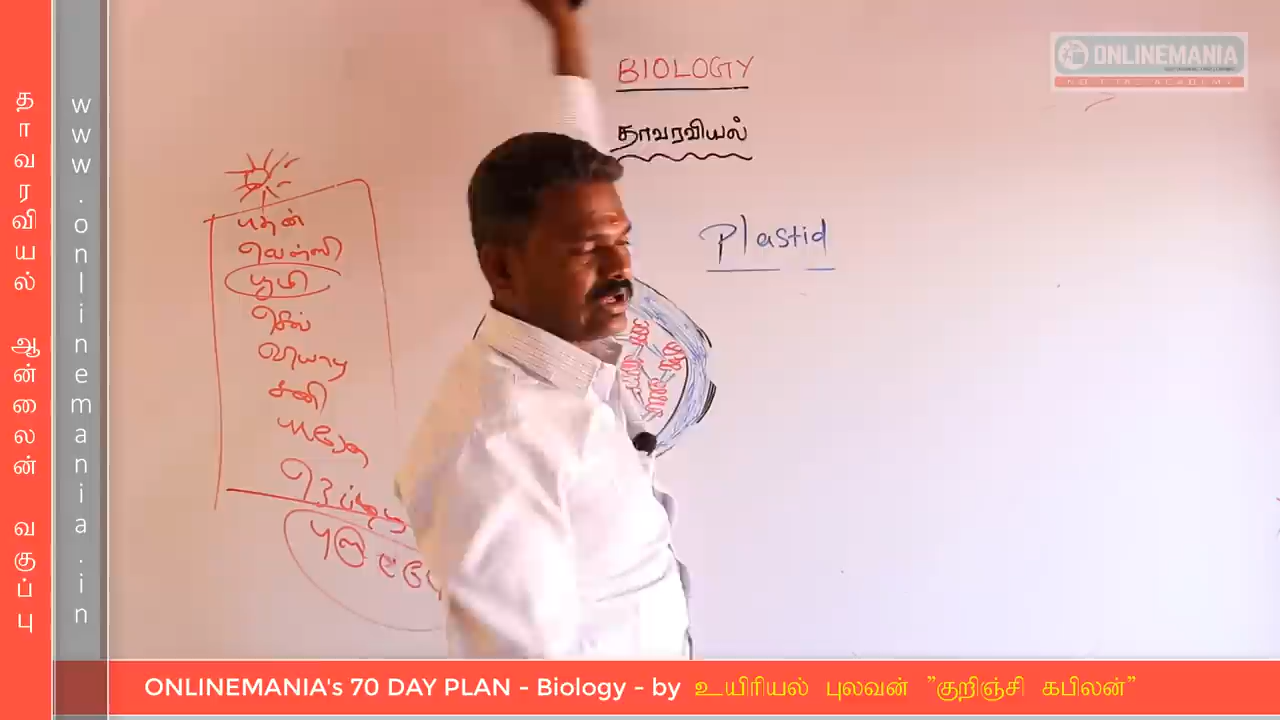 BIOLOGY
தாவரவியல்
Plastid
புதன்
வெள்ளி
பூமி
செவ்
வியாழ
சனி
யுரேன
நெப்டியூ
ONLINEMANIA
தாவரவியல் ஆன்லைன் வகுப்பு
www.onlinemania.in
ONLINEMANIA's 70 DAY PLAN - Biology - by உயிரியல் புலவன் "குறிஞ்சி கபிலன்"